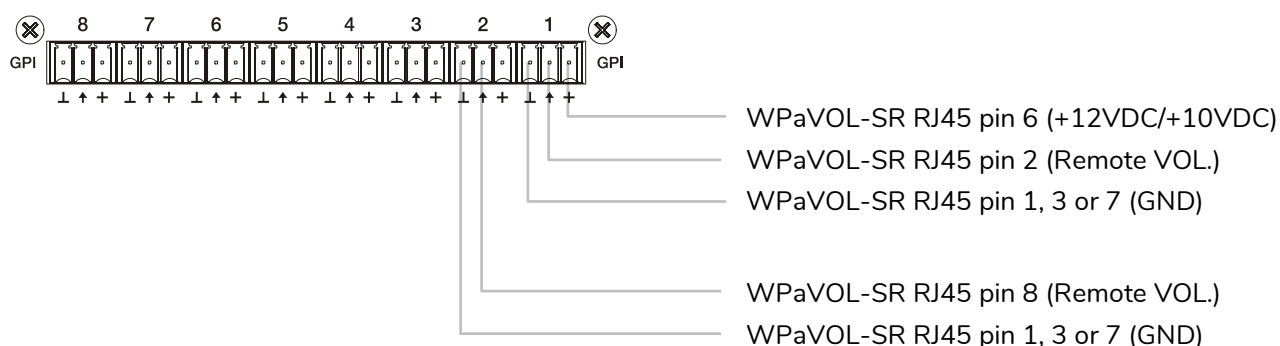 8 7 6 5 4 3 2 1
GPI GPI
⊥ ↑ + ⊥ ↑ + ⊥ ↑ + ⊥ ↑ + ⊥ ↑ + ⊥ ↑ + ⊥ ↑ + ⊥ ↑ +
WPaVOL-SR RJ45 pin 6 (+12VDC/+10VDC)
WPaVOL-SR RJ45 pin 2 (Remote VOL.)
WPaVOL-SR RJ45 pin 1, 3 or 7 (GND)
WPaVOL-SR RJ45 pin 8 (Remote VOL.)
WPaVOL-SR RJ45 pin 1, 3 or 7 (GND)